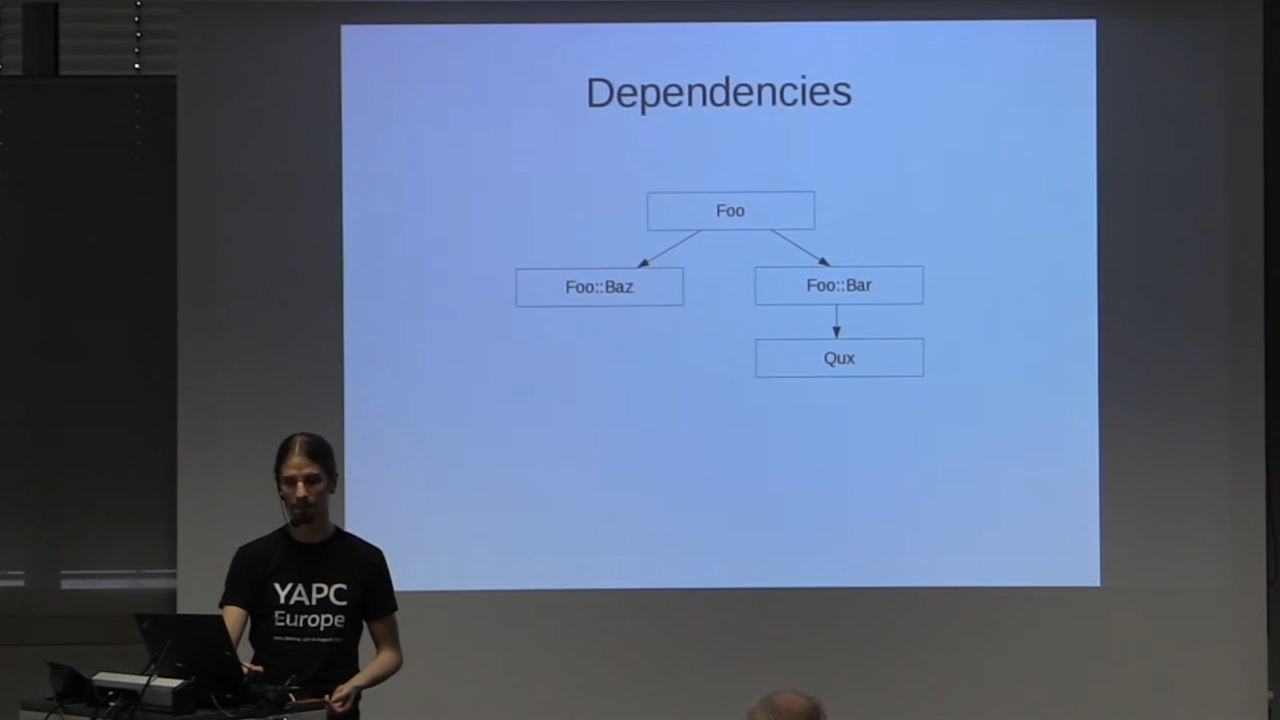 Dependencies
Foo
Foo::Baz
Foo::Bar
Qux
YAPC
Europe